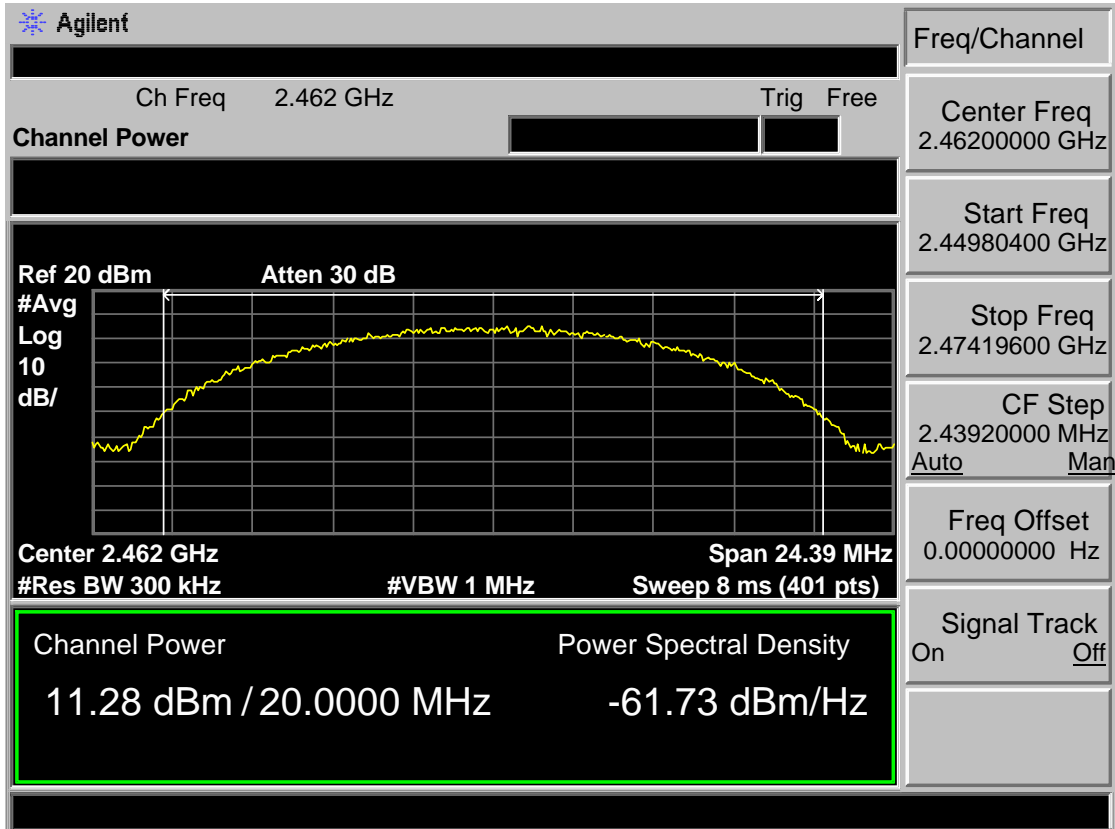 Agilent
Ch Freq 2.462 GHz Trig Free
Channel Power
Ref 20 dBm Atten 30 dB
#Avg
Log
10
dB/
Center 2.462 GHz Span 24.39 MHz
#Res BW 300 kHz #VBW 1 MHz Sweep 8 ms (401 pts)
Channel Power Power Spectral Density
11.28 dBm / 20.0000 MHz -61.73 dBm/Hz
Freq/Channel
Center Freq
2.46200000 GHz
Start Freq
2.44980400 GHz
Stop Freq
2.47419600 GHz
CF Step
2.43920000 MHz
Auto Man
Freq Offset
0.00000000 Hz
Signal Track
On Off